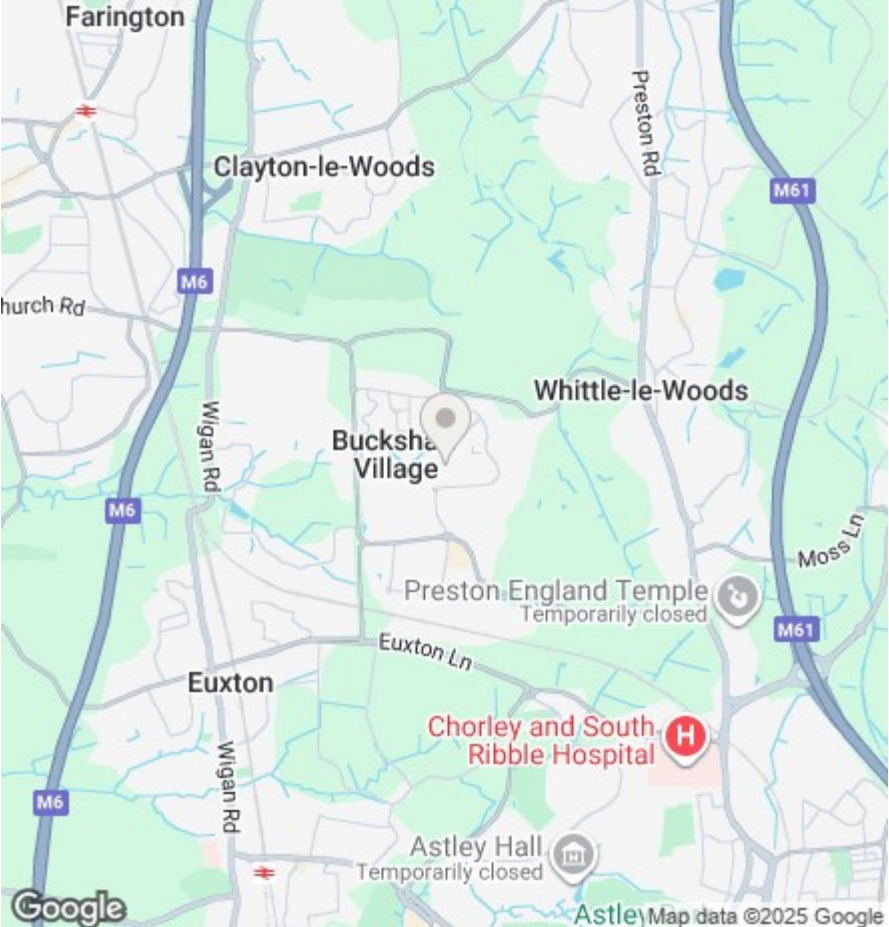 Farington
Preston Rd
Clayton-le-Woods
M61
M6
hurch Rd
Whittle-le-Woods
Wigan Rd
Bucksha
Village
M6
Moss Ln
Preston England Temple
Temporarily closed
M61
Euxton Ln
Euxton
Chorley and South
Ribble Hospital
H
Wigan Rd
M6
Astley Hall
Temporarily closed
Google
Astley
Map data ©2025 Google